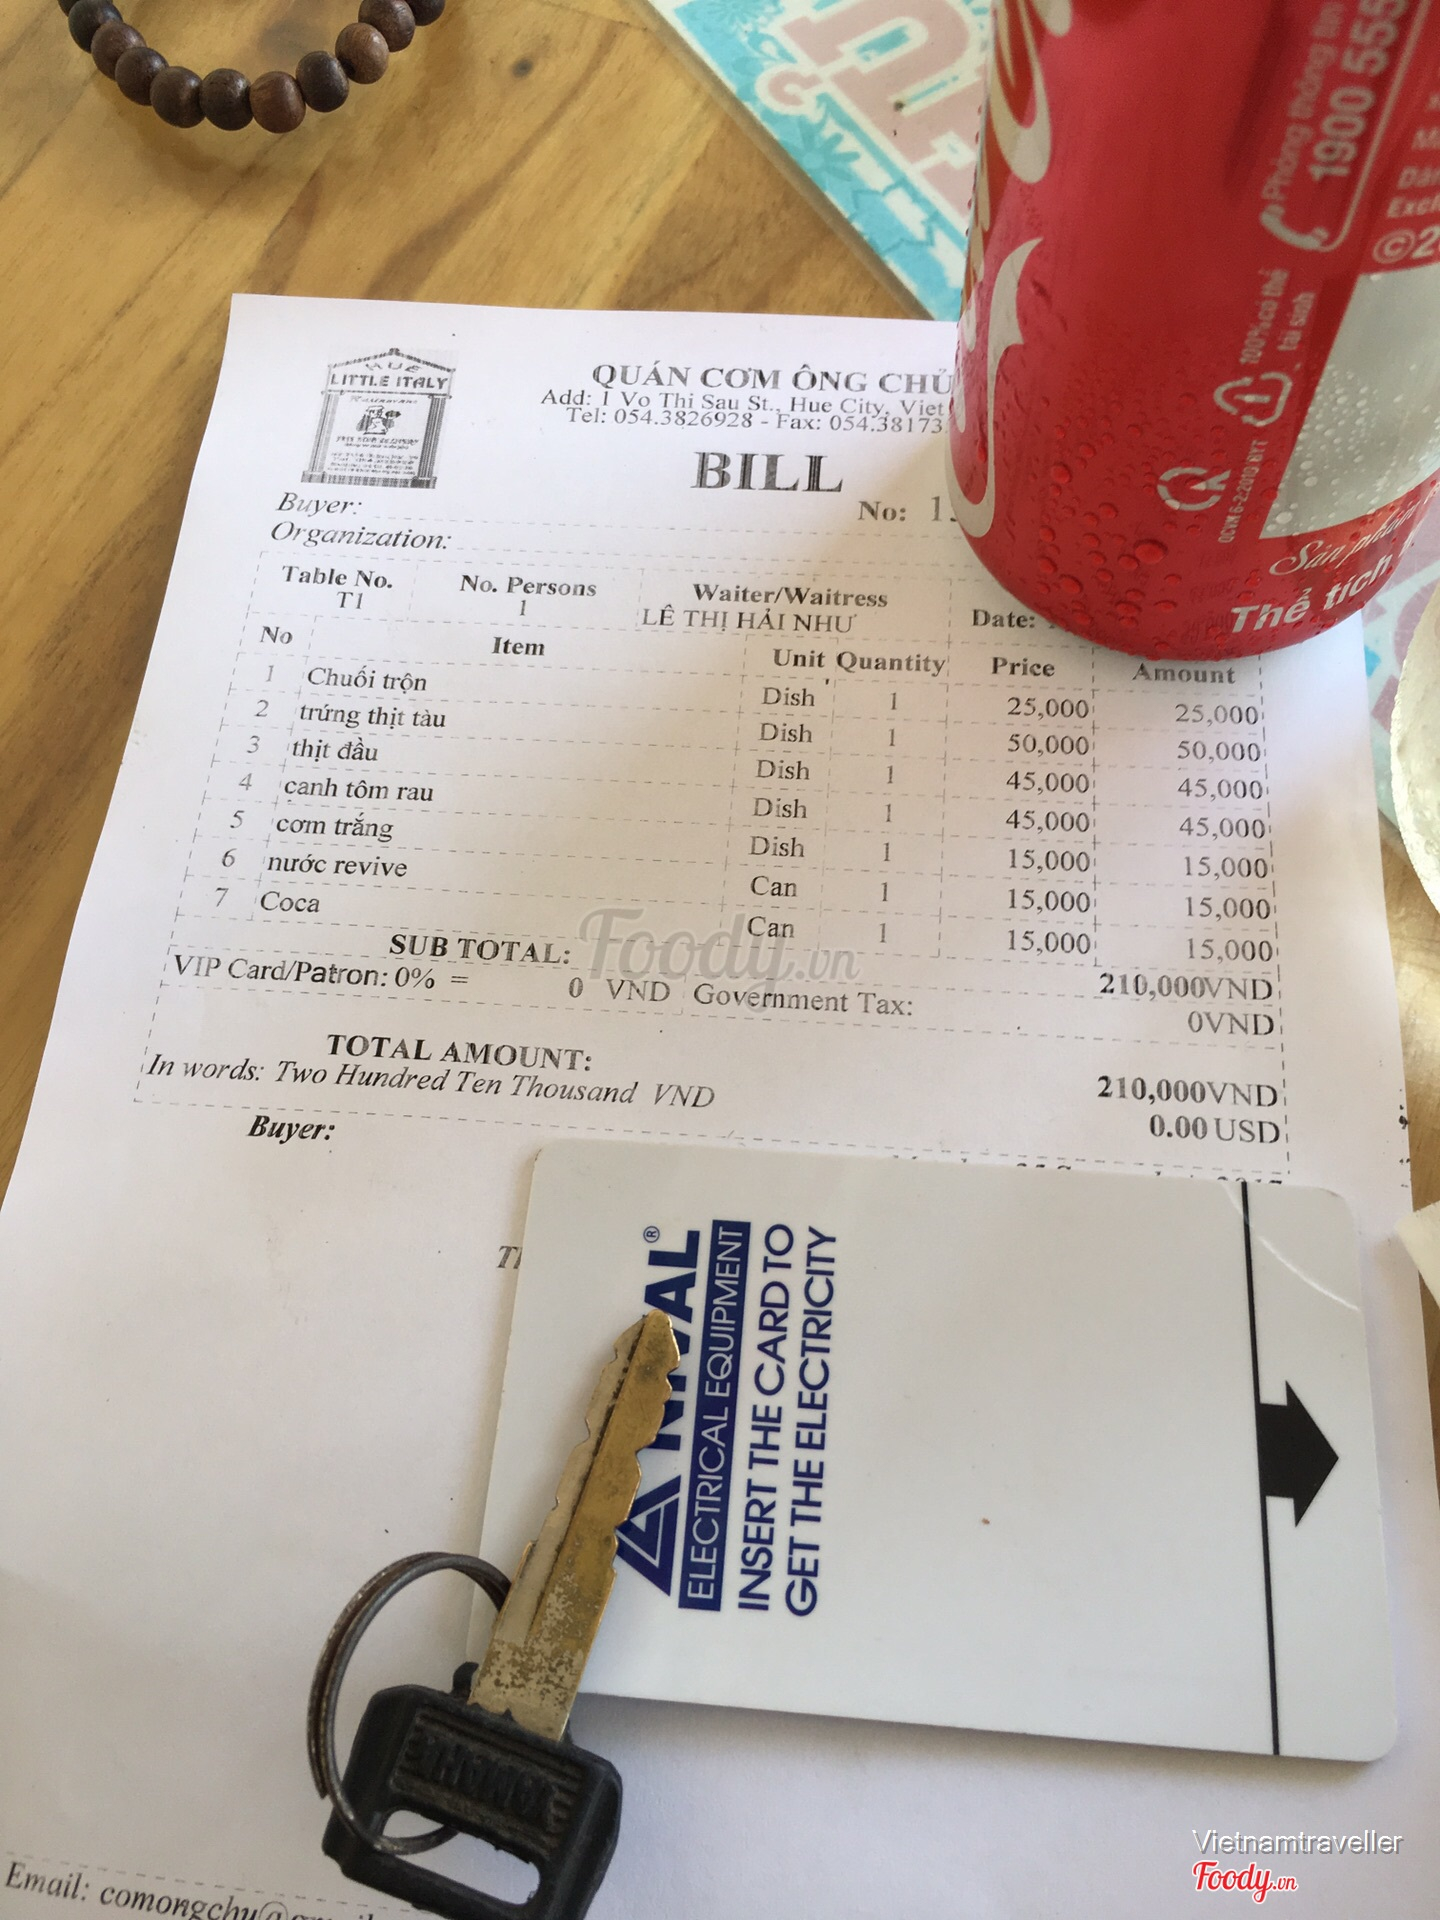 HUE
LITTLE ITALY
QUÁN CƠM ÔNG CHỦ
Add: 1 Vo Thi Sau St., Hue City, Viet
Tel: 054.3826928 - Fax: 054.38173
BILL
No: 1
Buyer:
Organization:
Table No. No. Persons Waiter/Waitress Date:
T1 1 LÊ THỊ HẢI NHƯ
No Item Unit Quantity Price Amount
1 Chuối trộn Dish 1 25,000 25,000
2 trứng thịt tàu Dish 1 50,000 50,000
3 thịt đầu Dish 1 45,000 45,000
4 canh tôm rau Dish 1 45,000 45,000
5 cơm trắng Dish 1 15,000 15,000
6 nước revive Can 1 15,000 15,000
7 Coca Can 1 15,000 15,000
SUB TOTAL: 210,000VND
VIP Card/Patron: 0% = 0 VND Government Tax: 0VND
TOTAL AMOUNT: 210,000VND
In words: Two Hundred Ten Thousand VND 0.00 USD
Buyer:
ELECTRICAL EQUIPMENT
INSERT THE CARD TO
GET THE ELECTRICITY
Email: comongchu@
Phòng thông tin
1900 555
100% có thể
tái sinh
Sản phẩm
Thể tích
Foody.vn
Vietnamtraveller
Foody.vn